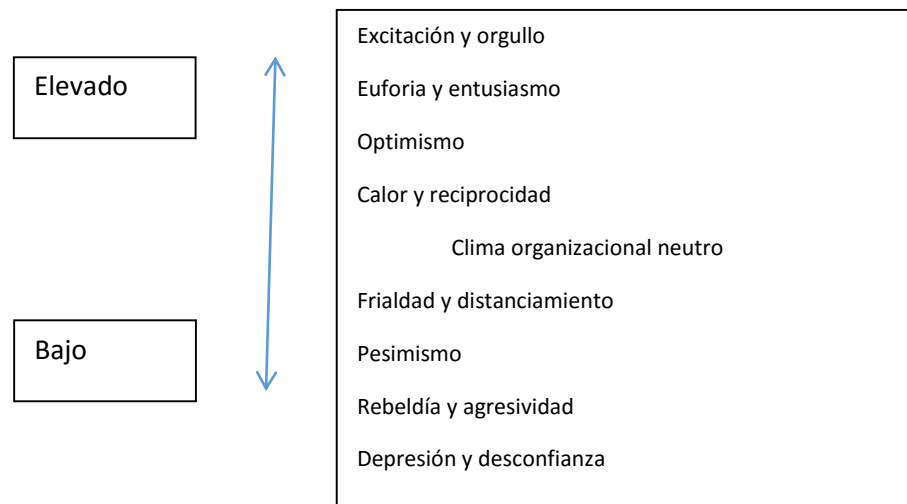 Elevado
Bajo
Excitación y orgullo
Euforia y entusiasmo
Optimismo
Calor y reciprocidad
Clima organizacional neutro
Frialdad y distanciamiento
Pesimismo
Rebeldía y agresividad
Depresión y desconfianza